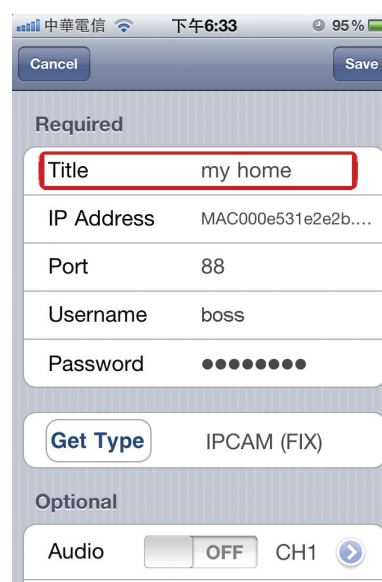 中華電信 下午6:33 95%
Cancel Save
Required
Title my home
IP Address MAC000e531e2e2b....
Port 88
Username boss
Password ●●●●●●●●
Get Type IPCAM (FIX)
Optional
Audio OFF CH1